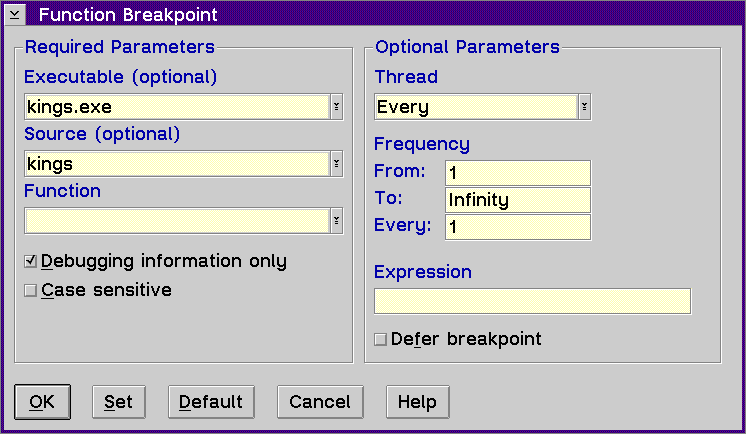 Function Breakpoint
Required Parameters
Executable (optional)
kings.exe
Source (optional)
kings
Function
Debugging information only
Case sensitive
Optional Parameters
Thread
Every
Frequency
From: 1
To: Infinity
Every: 1
Expression
Defer breakpoint
OK Set Default Cancel Help